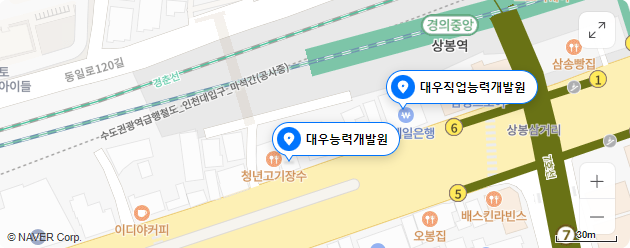 경의중앙
상봉역
동일로120길
경춘선
수도권광역급행철도_인천대입구_마석간(공사중)
토
아이들
삼송빵집
1
대우직업능력개발원
6
상봉삼거리
대우능력개발원
제일은행
7호선
청년고기장수
5
이디야커피
배스킨라빈스
오봉집
7
30m
© NAVER Corp.